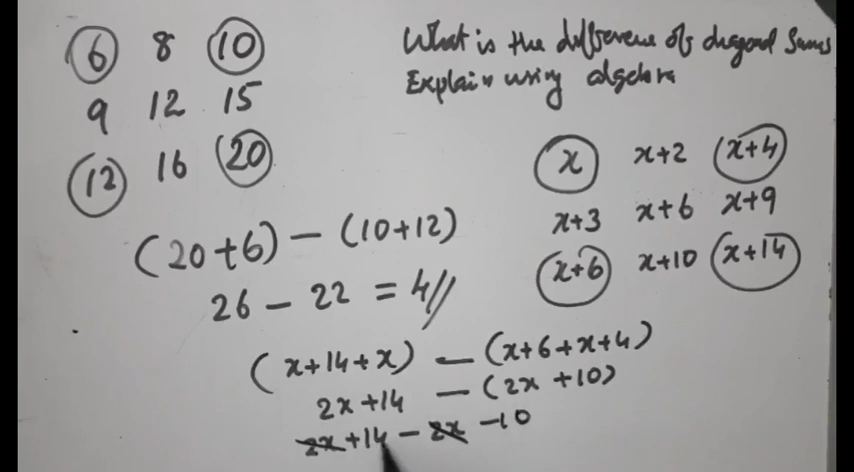 6 8 10
9 12 15
12 16 20
What is the difference of diagonal Sums
Explain using algebra
x x+2 x+4
x+3 x+6 x+9
x+6 x+10 x+14
(20+6) - (10+12)
26 - 22 = 4//
(x+14+x) - (x+6+x+4)
2x+14 - (2x+10)
2x+14 - 2x -10